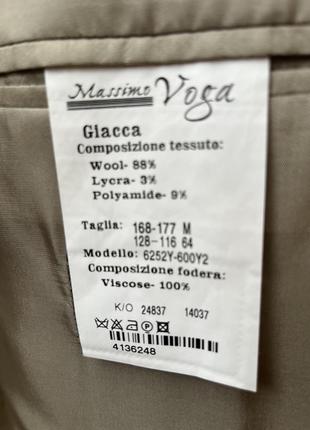 Massimo Voga
Giacca
Composizione tessuto:
Wool- 88%
Lycra- 3%
Polyamide- 9%
Taglia: 168-177 M
128-116 64
Modello: 6252Y-600Y2
Composizione fodera:
Viscose- 100%
K/O 24837 14037
4136248